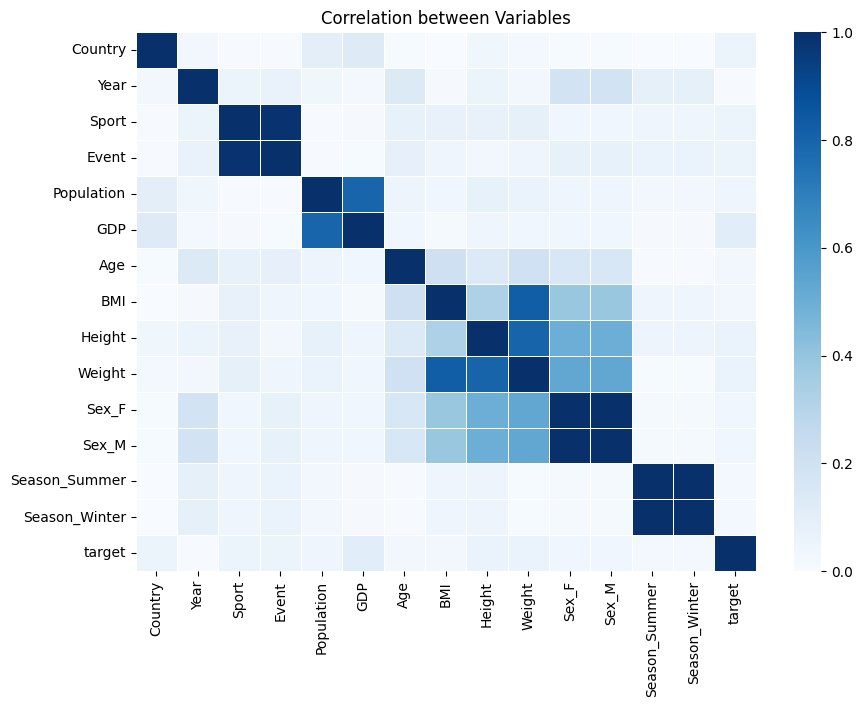 Correlation between Variables
Country
Year
Sport
Event
Population
GDP
Age
BMI
Height
Weight
Sex_F
Sex_M
Season_Summer
Season_Winter
target
Country
Year
Sport
Event
Population
GDP
Age
BMI
Height
Weight
Sex_F
Sex_M
Season_Summer
Season_Winter
target
1.0
0.8
0.6
0.4
0.2
0.0